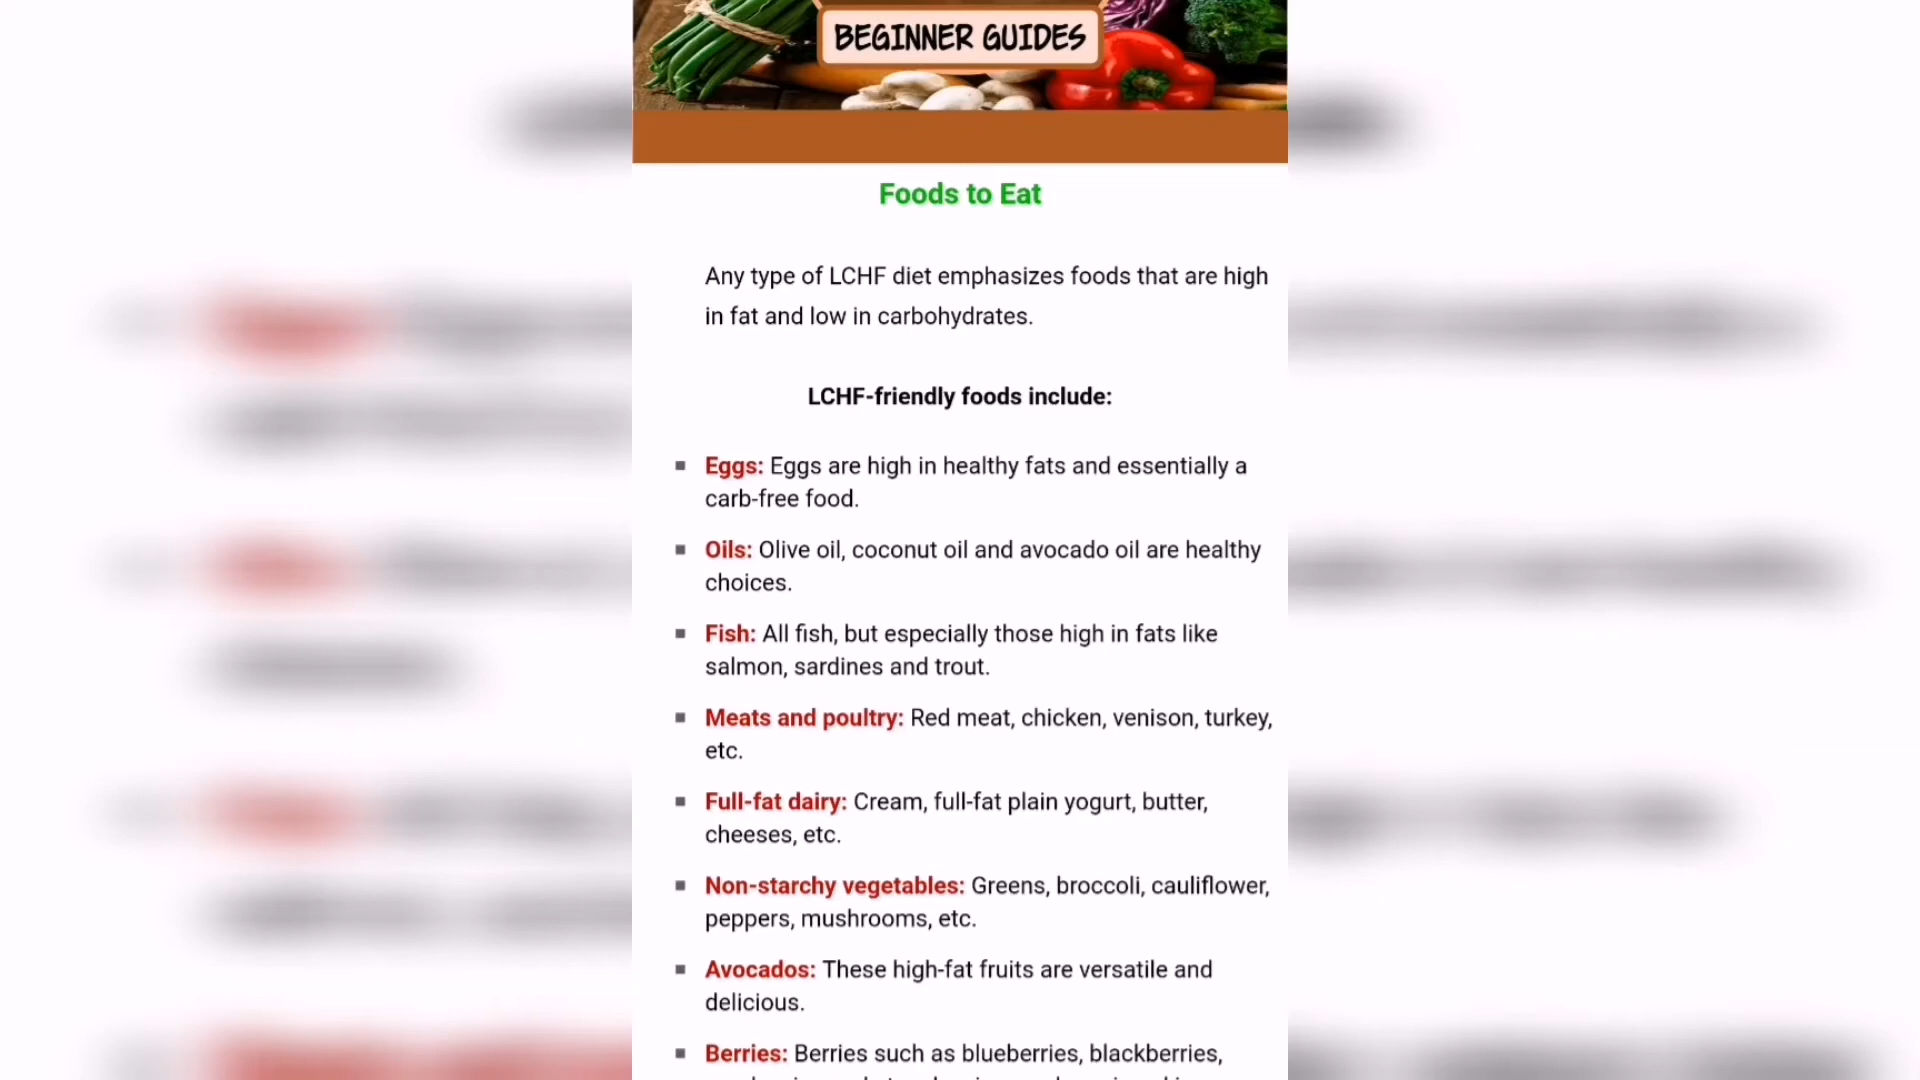 BEGINNER GUIDES
Foods to Eat
Any type of LCHF diet emphasizes foods that are high
in fat and low in carbohydrates.
LCHF-friendly foods include:
Eggs: Eggs are high in healthy fats and essentially a
carb-free food.
Oils: Olive oil, coconut oil and avocado oil are healthy
choices.
Fish: All fish, but especially those high in fats like
salmon, sardines and trout.
Meats and poultry: Red meat, chicken, venison, turkey,
etc.
Full-fat dairy: Cream, full-fat plain yogurt, butter,
cheeses, etc.
Non-starchy vegetables: Greens, broccoli, cauliflower,
peppers, mushrooms, etc.
Avocados: These high-fat fruits are versatile and
delicious.
Berries: Berries such as blueberries, blackberries,